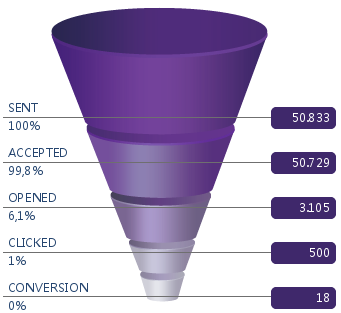 SENT
100%
50.833
ACCEPTED
99,8%
50.729
OPENED
6,1%
3.105
CLICKED
1%
500
CONVERSION
0%
18